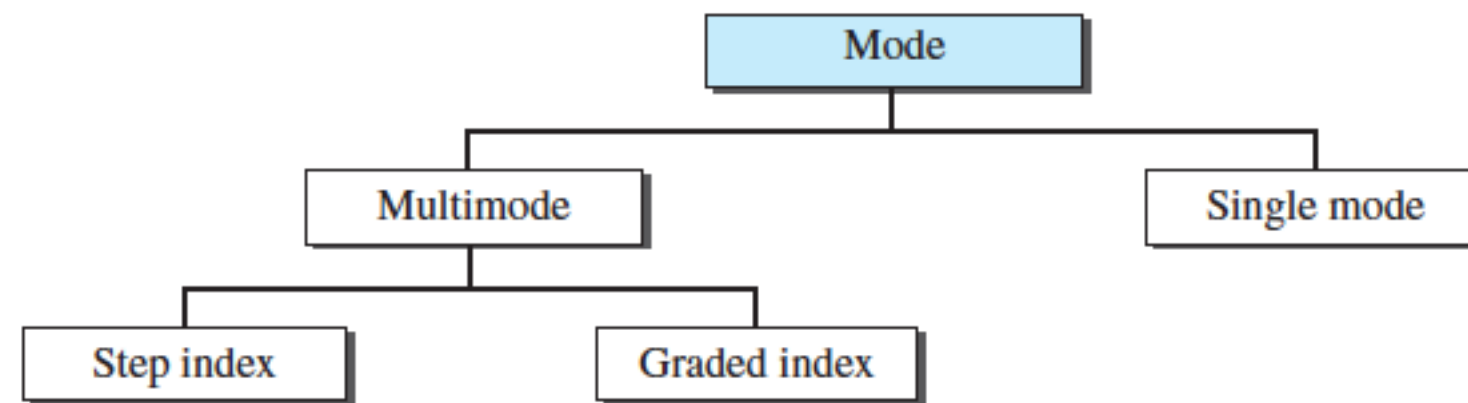 Mode
Multimode
Single mode
Step index
Graded index